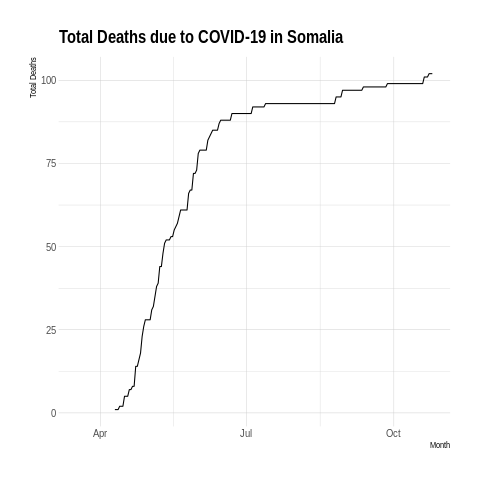 Total Deaths due to COVID-19 in Somalia
Total Deaths
100
75
50
25
0
Apr
Jul
Oct
Month